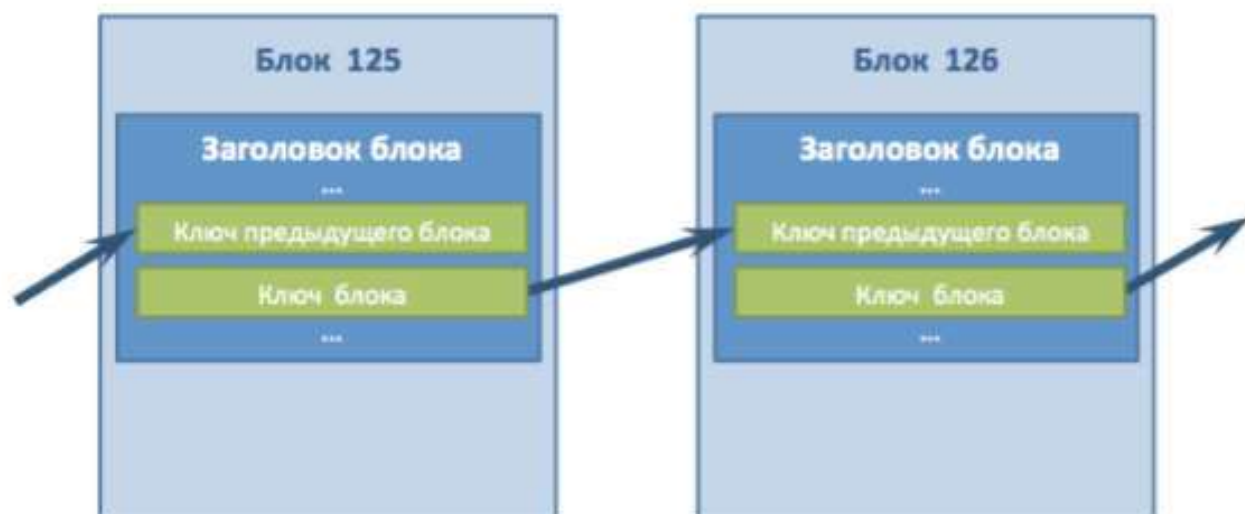 Блок 125
Заголовок блока
...
Ключ предыдущего блока
Ключ блока
...
Блок 126
Заголовок блока
...
Ключ предыдущего блока
Ключ блока
...